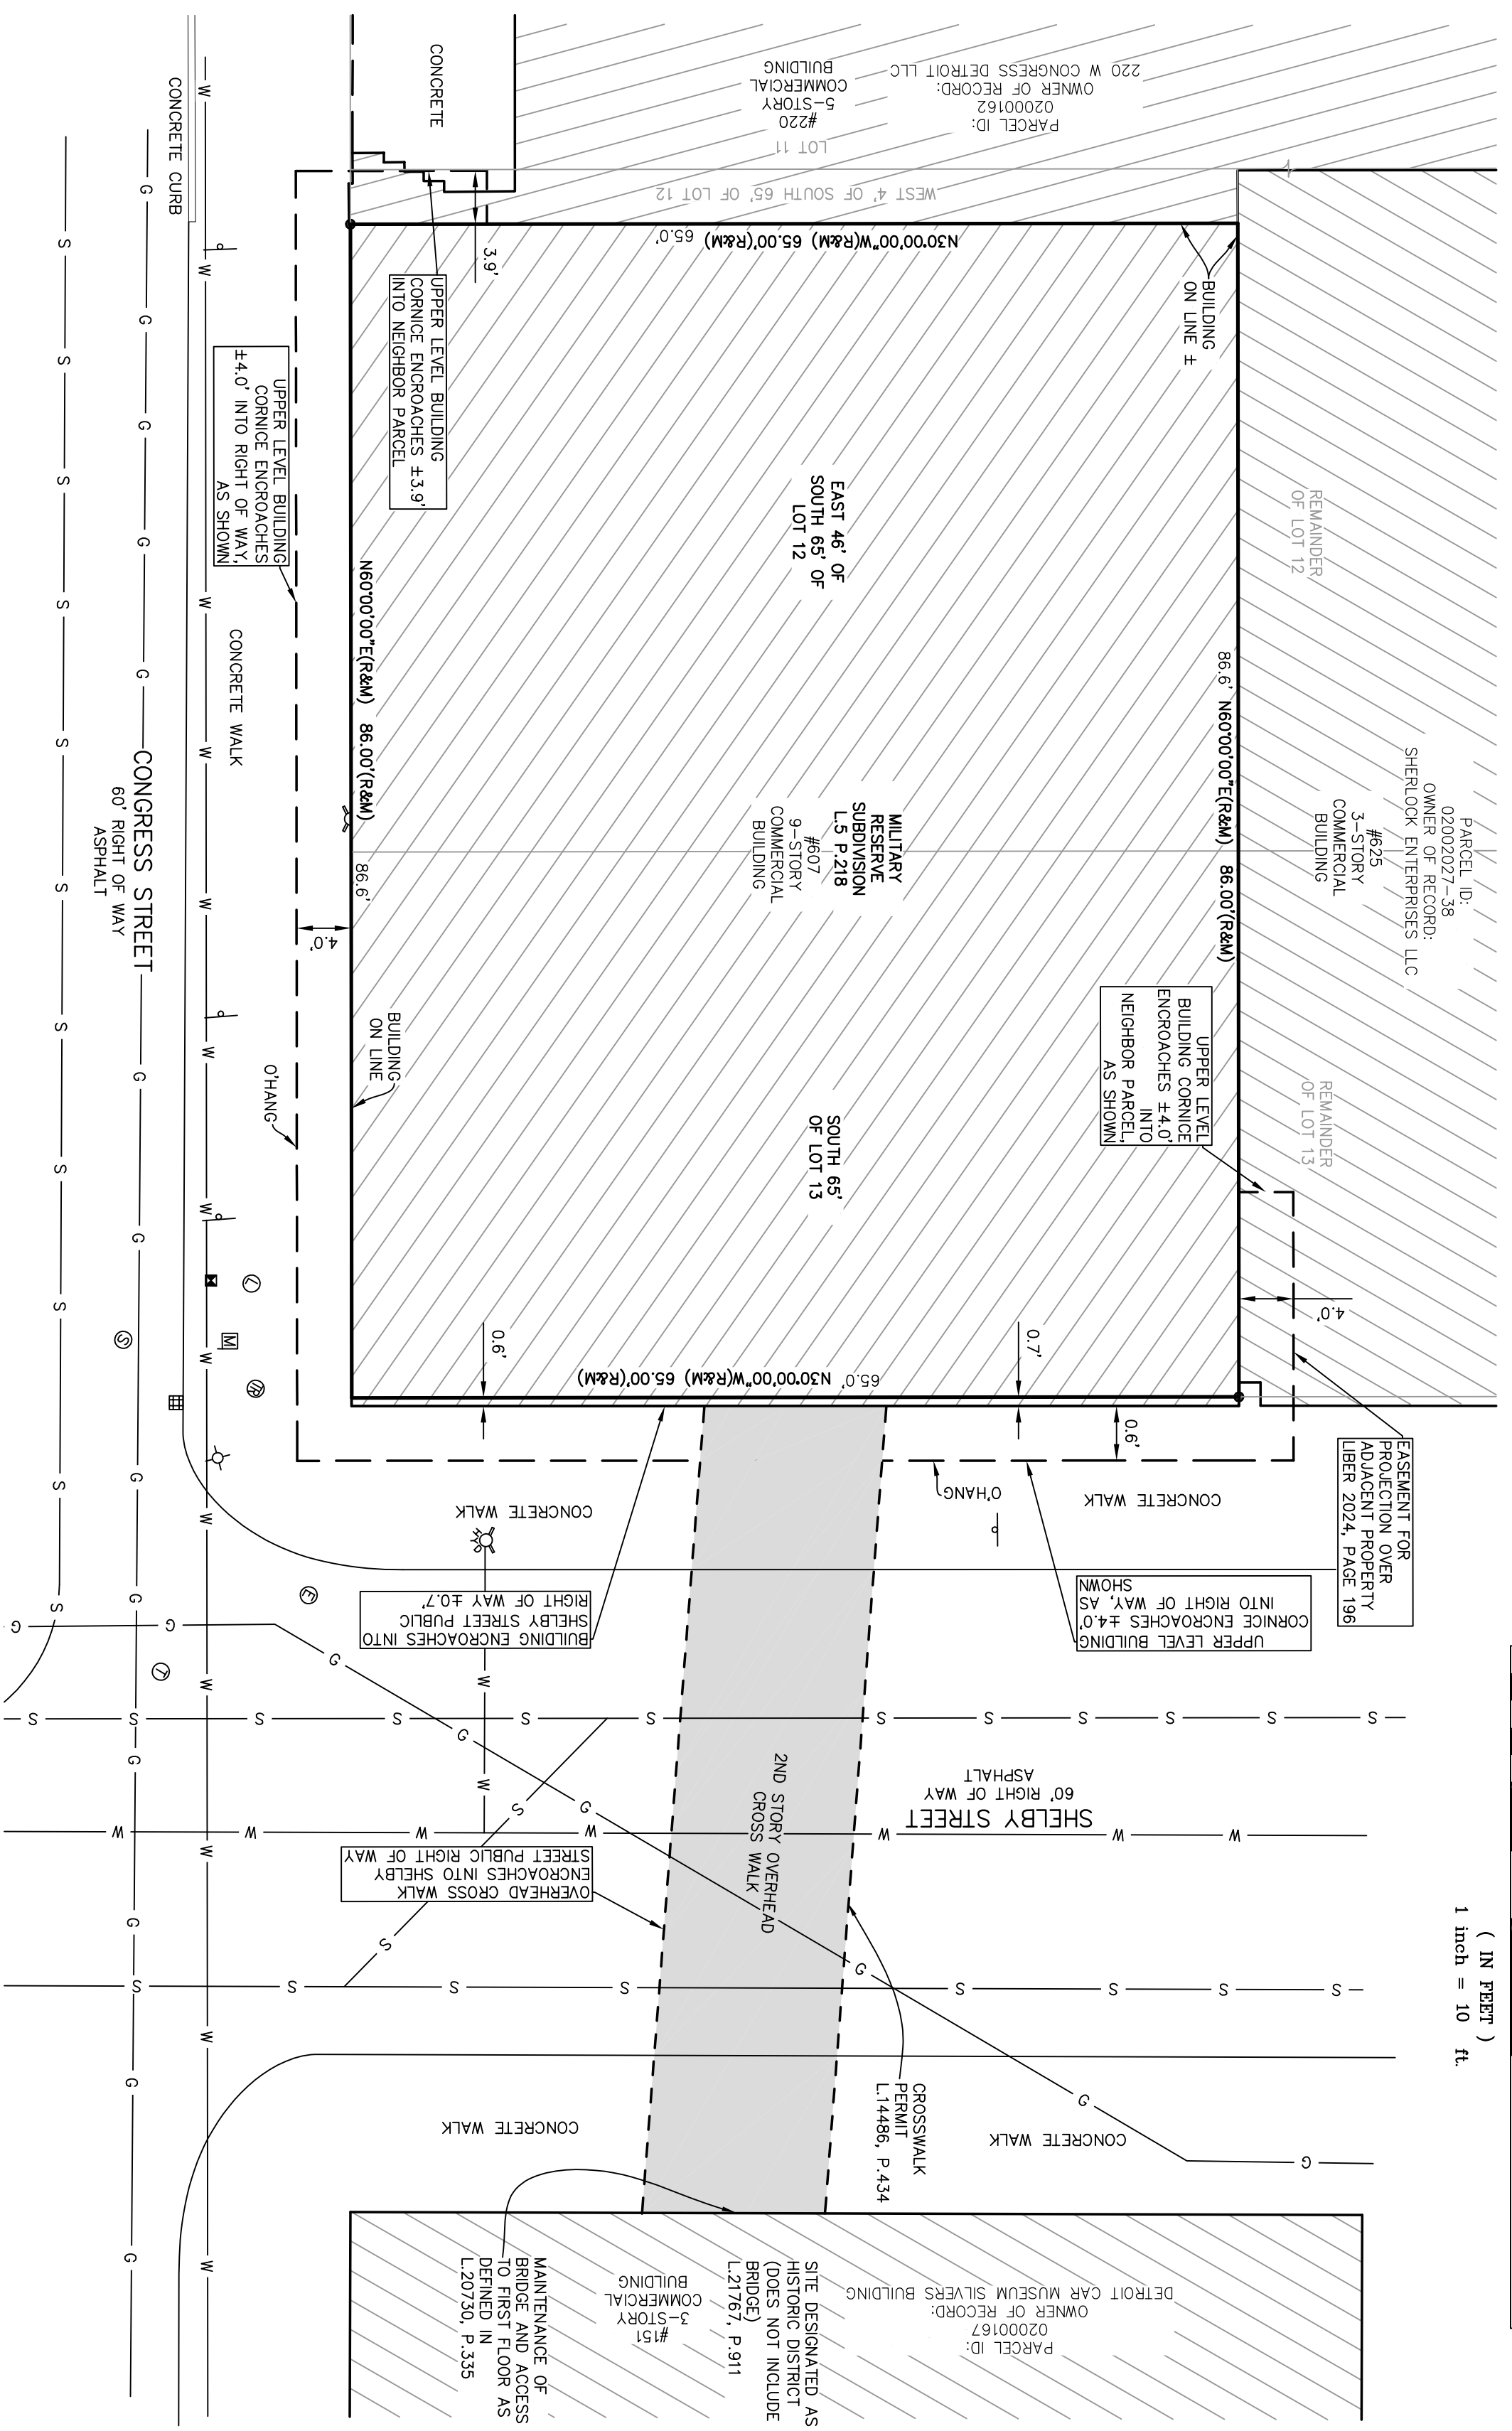 ( IN FEET )
1 inch = 10 ft.
PARCEL ID:
02000162
OWNER OF RECORD:
220 W CONGRESS DETROIT LLC
#220
5-STORY
COMMERCIAL
BUILDING
LOT 11
WEST 4' OF SOUTH 65' OF LOT 12
CONCRETE
CONCRETE CURB
3.9'
UPPER LEVEL BUILDING
CORNICE ENCROACHES ±3.9'
INTO NEIGHBOR PARCEL
UPPER LEVEL BUILDING
CORNICE ENCROACHES
±4.0' INTO RIGHT OF WAY,
AS SHOWN
N30°00'00"W(R&M) 65.00'(R&M)
65.0'
BUILDING
ON LINE ±
REMAINDER
OF LOT 12
PARCEL ID:
02002027-38
OWNER OF RECORD:
SHERLOCK ENTERPRISES LLC
#625
3-STORY
COMMERCIAL
BUILDING
REMAINDER
OF LOT 13
86.6'
N60°00'00"E(R&M) 86.00'(R&M)
EAST 46' OF
SOUTH 65' OF
LOT 12
MILITARY
RESERVE
SUBDIVISION
L.5 P.218
#607
9-STORY
COMMERCIAL
BUILDING
SOUTH 65'
OF LOT 13
UPPER LEVEL
BUILDING CORNICE
ENCROACHES ±4.0'
INTO
NEIGHBOR PARCEL,
AS SHOWN
4.0'
EASEMENT FOR
PROJECTION OVER
ADJACENT PROPERTY
LIBER 2024, PAGE 196
N60°00'00"E(R&M) 86.00'(R&M)
86.6'
4.0'
BUILDING
ON LINE
O'HANG
CONCRETE WALK
CONGRESS STREET
60' RIGHT OF WAY
ASPHALT
0.6'
0.7'
0.6'
N30°00'00"W(R&M) 65.00'(R&M)
65.0'
CONCRETE WALK
O'HANG
CONCRETE WALK
BUILDING ENCROACHES INTO
SHELBY STREET PUBLIC
RIGHT OF WAY ±0.7'
UPPER LEVEL BUILDING
CORNICE ENCROACHES ±4.0'
INTO RIGHT OF WAY, AS
SHOWN
SHELBY STREET
60' RIGHT OF WAY
ASPHALT
2ND STORY OVERHEAD
CROSS WALK
OVERHEAD CROSS WALK
ENCROACHES INTO SHELBY
STREET PUBLIC RIGHT OF WAY
CROSSWALK
PERMIT
L.14486, P.434
CONCRETE WALK
CONCRETE WALK
MAINTENANCE OF
BRIDGE AND ACCESS
TO FIRST FLOOR AS
DEFINED IN
L.20730, P.335
#151
3-STORY
COMMERCIAL
BUILDING
SITE DESIGNATED AS
HISTORIC DISTRICT
(DOES NOT INCLUDE
BRIDGE)
L.21767, P.911
PARCEL ID:
02000167
OWNER OF RECORD:
DETROIT CAR MUSEUM SILVERS BUILDING